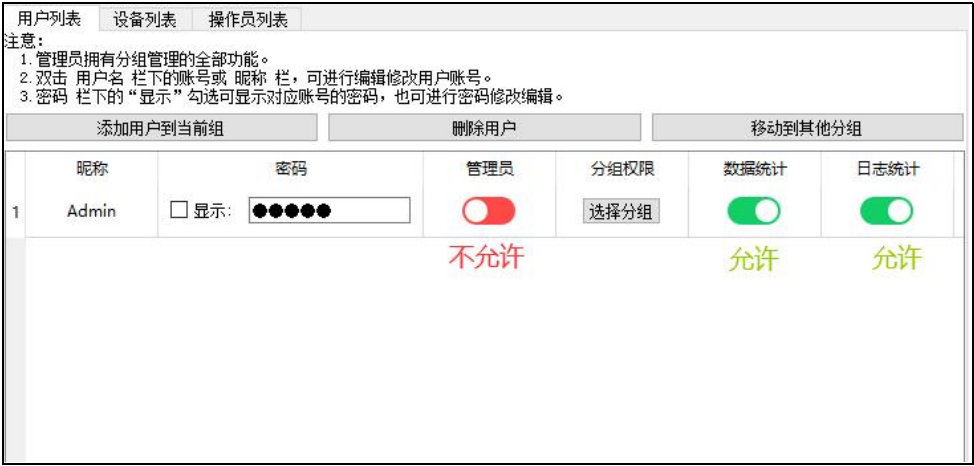 用户列表 设备列表 操作员列表
注意:
1.管理员拥有分组管理的全部功能。
2.双击 用户名 栏下的账号或 昵称 栏，可进行编辑修改用户账号。
3.密码 栏下的“显示”勾选可显示对应账号的密码，也可进行密码修改编辑。
添加用户到当前组 删除用户 移动到其他分组
昵称 密码 管理员 分组权限 数据统计 日志统计
1 Admin 显示: ●●●●● 选择分组
不允许 允许 允许